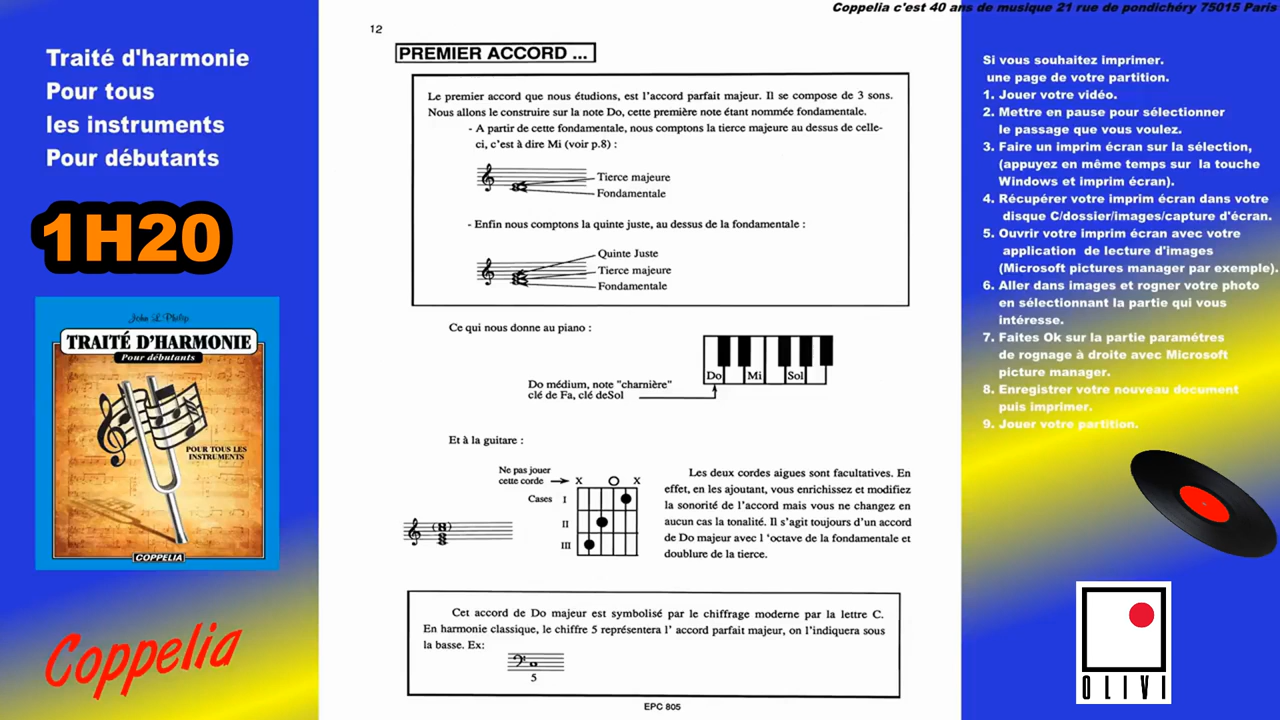 Coppelia c'est 40 ans de musique 21 rue de pondichéry 75015 Paris
Traité d'harmonie
Pour tous
les instruments
Pour débutants
1H20
John L. Philip
TRAITÉ D'HARMONIE
Pour débutants
POUR TOUS LES
INSTRUMENTS
COPPELIA
Coppelia
12
PREMIER ACCORD ...
Le premier accord que nous étudions, est l'accord parfait majeur. Il se compose de 3 sons.
Nous allons le construire sur la note Do, cette première note étant nommée fondamentale.
- A partir de cette fondamentale, nous comptons la tierce majeure au dessus de celle-
ci, c'est à dire Mi (voir p.8) :
Tierce majeure
Fondamentale
- Enfin nous comptons la quinte juste, au dessus de la fondamentale :
Quinte Juste
Tierce majeure
Fondamentale
Ce qui nous donne au piano :
Do Mi Sol
Do médium, note "charnière"
clé de Fa, clé deSol
Et à la guitare :
Ne pas jouer
cette corde
X O X
Cases I
II
III
Les deux cordes aigues sont facultatives. En
effet, en les ajoutant, vous enrichissez et modifiez
la sonorité de l'accord mais vous ne changez en
aucun cas la tonalité. Il s'agit toujours d'un accord
de Do majeur avec l 'octave de la fondamentale et
doublure de la tierce.
Cet accord de Do majeur est symbolisé par le chiffrage moderne par la lettre C.
En harmonie classique, le chiffre 5 représentera l' accord parfait majeur, on l'indiquera sous
la basse. Ex:
5
EPC 805
Si vous souhaitez imprimer.
une page de votre partition.
1. Jouer votre vidéo.
2. Mettre en pause pour sélectionner
le passage que vous voulez.
3. Faire un imprim écran sur la sélection,
(appuyez en même temps sur la touche
Windows et imprim écran).
4. Récupérer votre imprim écran dans votre
disque C/dossier/images/capture d'écran.
5. Ouvrir votre imprim écran avec votre
application de lecture d'images
(Microsoft pictures manager par exemple).
6. Aller dans images et rogner votre photo
en sélectionnant la partie qui vous
intéresse.
7. Faites Ok sur la partie paramétres
de rognage à droite avec Microsoft
picture manager.
8. Enregistrer votre nouveau document
puis imprimer.
9. Jouer votre partition.
OLIVI